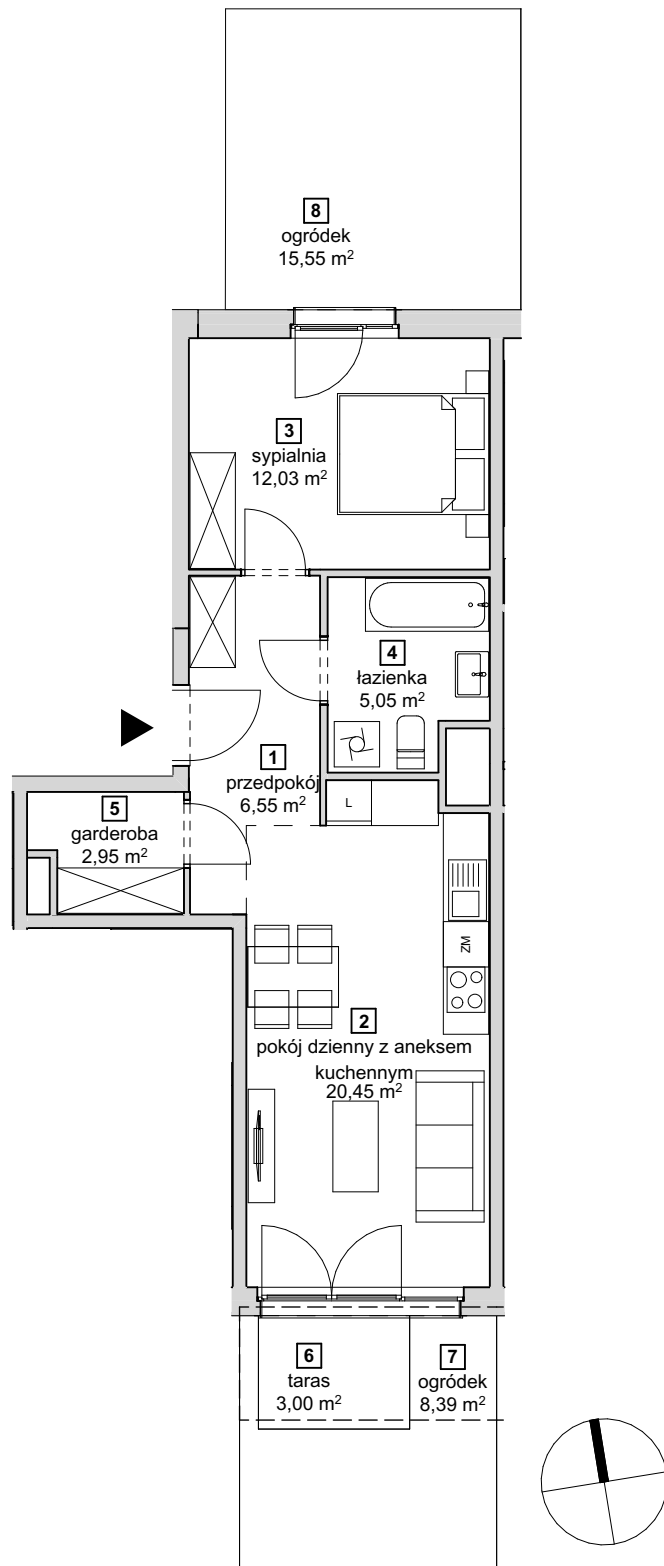 8
ogródek
15,55 m²
3
sypialnia
12,03 m²
4
łazienka
5,05 m²
1
przedpokój
6,55 m²
5
garderoba
2,95 m²
L
ZM
2
pokój dzienny z aneksem
kuchennym
20,45 m²
6
taras
3,00 m²
7
ogródek
8,39 m²